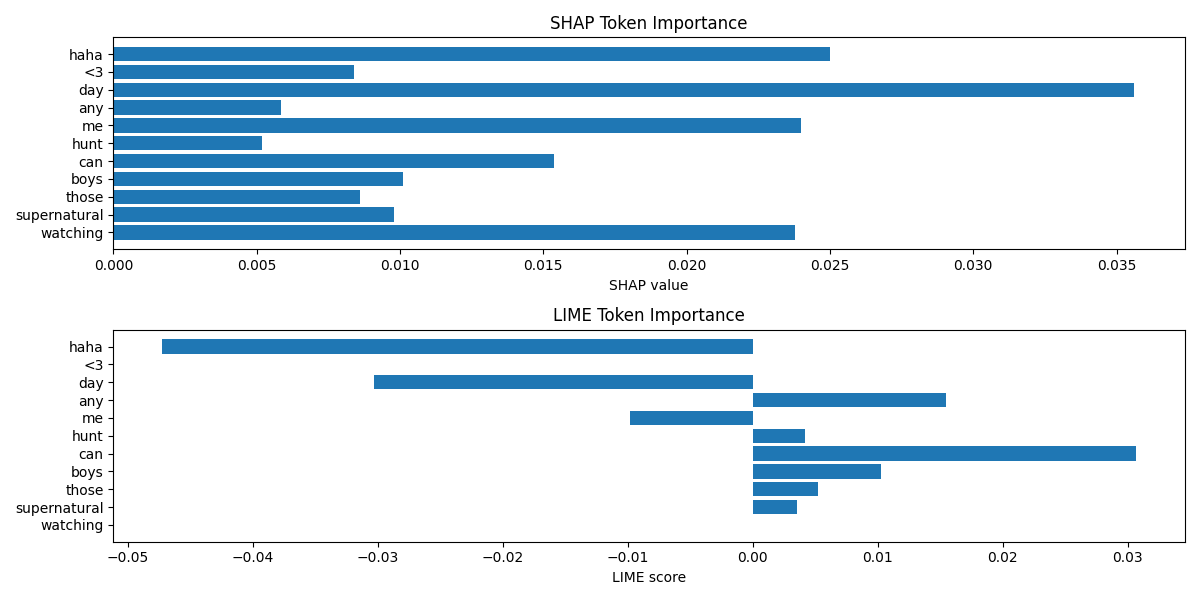 SHAP Token Importance
haha
<3
day
any
me
hunt
can
boys
those
supernatural
watching
0.000 0.005 0.010 0.015 0.020 0.025 0.030 0.035
SHAP value
LIME Token Importance
haha
<3
day
any
me
hunt
can
boys
those
supernatural
watching
−0.05 −0.04 −0.03 −0.02 −0.01 0.00 0.01 0.02 0.03
LIME score